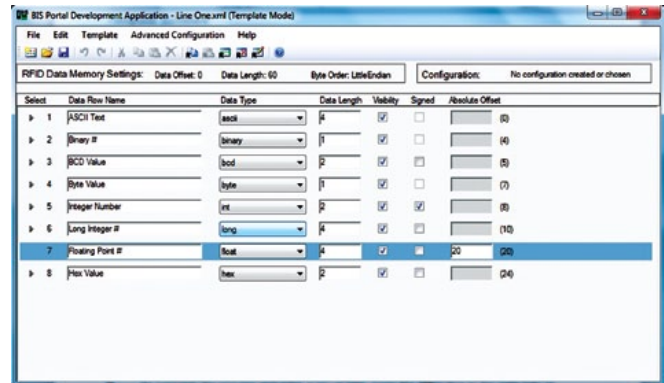 BIS Portal Development Application - Line One.xml (Template Mode)
File Edit Template Advanced Configuration Help
RFID Data Memory Settings: Data Offset: 0 Data Length: 60 Byte Order: LittleEndian Configuration: No configuration created or chosen
Select Data Row Name Data Type Data Length Visibility Signed Absolute Offset
1 ASCII Text ascii 4 (0)
2 Binary # binary 1 (4)
3 BCD Value bcd 2 (5)
4 Byte Value byte 1 (7)
5 Integer Number int 2 (8)
6 Long Integer # long 4 (10)
7 Floating Point # float 4 20 (20)
8 Hex Value hex 2 (24)